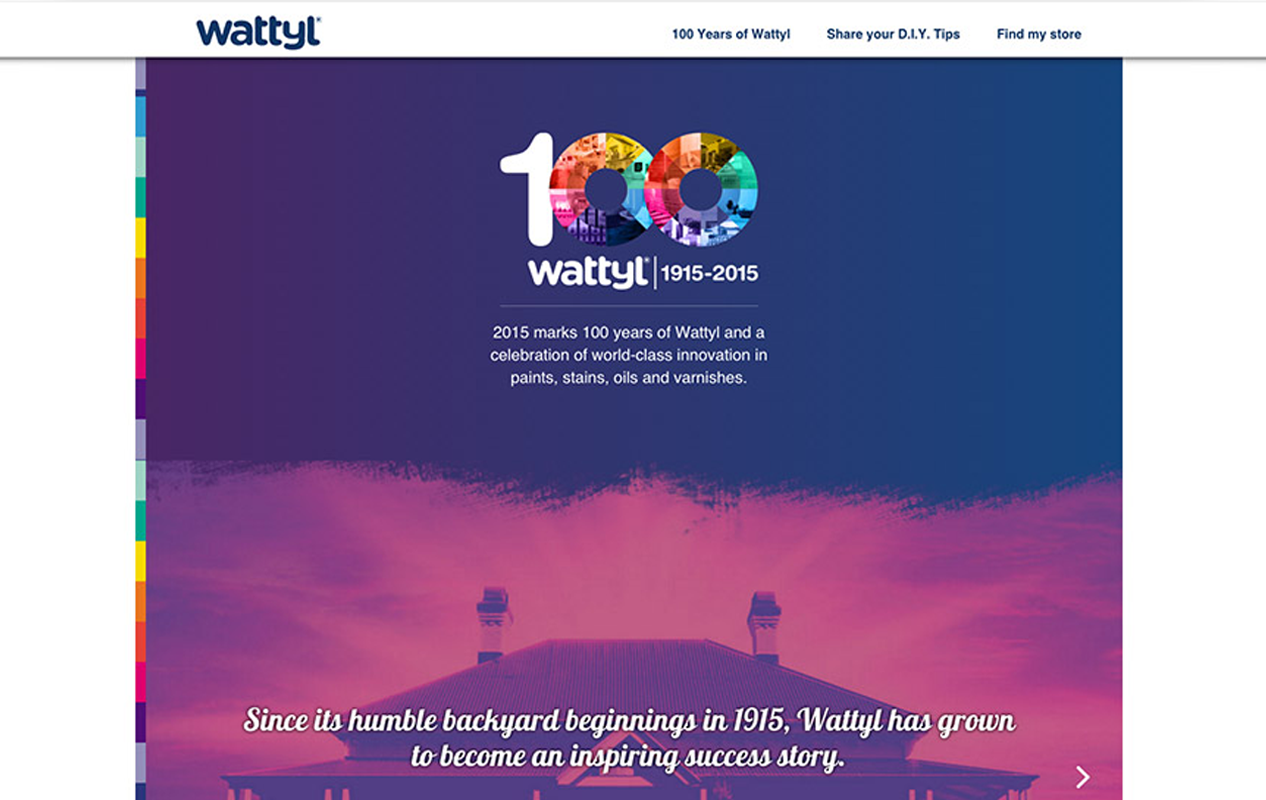 wattyl
100 Years of Wattyl
Share your D.I.Y. Tips
Find my store
100
wattyl 1915-2015
2015 marks 100 years of Wattyl and a
celebration of world-class innovation in
paints, stains, oils and varnishes.
Since its humble backyard beginnings in 1915, Wattyl has grown
to become an inspiring success story.